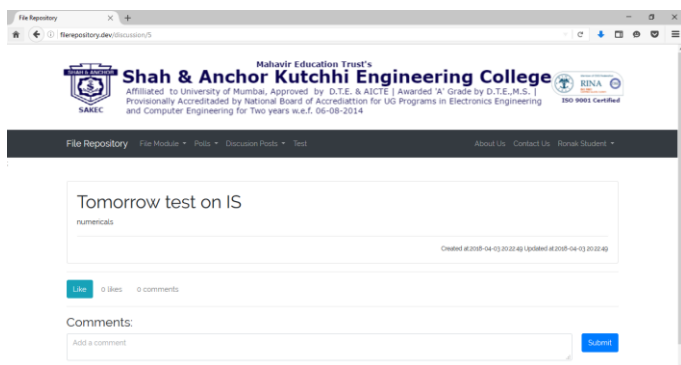 File Repository
filerepository.dev/discussion/5
Mahavir Education Trust's
SHAH & ANCHOR
Shah & Anchor Kutchhi Engineering College
RINA
Affiliated to University of Mumbai, Approved by D.T.E. & AICTE | Awarded 'A' Grade by D.T.E.,M.S. |
Provisionally Accreditaded by National Board of Accrediattion for UG Programs in Electronics Engineering
ISO 9001 Certified
SAKEC
and Computer Engineering for Two years w.e.f. 06-08-2014
File Repository File Module Polls Discusion Posts Test About Us Contact Us Ronak Student
Tomorrow test on IS
numericals
Created at:2018-04-03 20:22:49 Updated at:2018-04-03 20:22:49
Like 0 likes 0 comments
Comments:
Add a comment
Submit